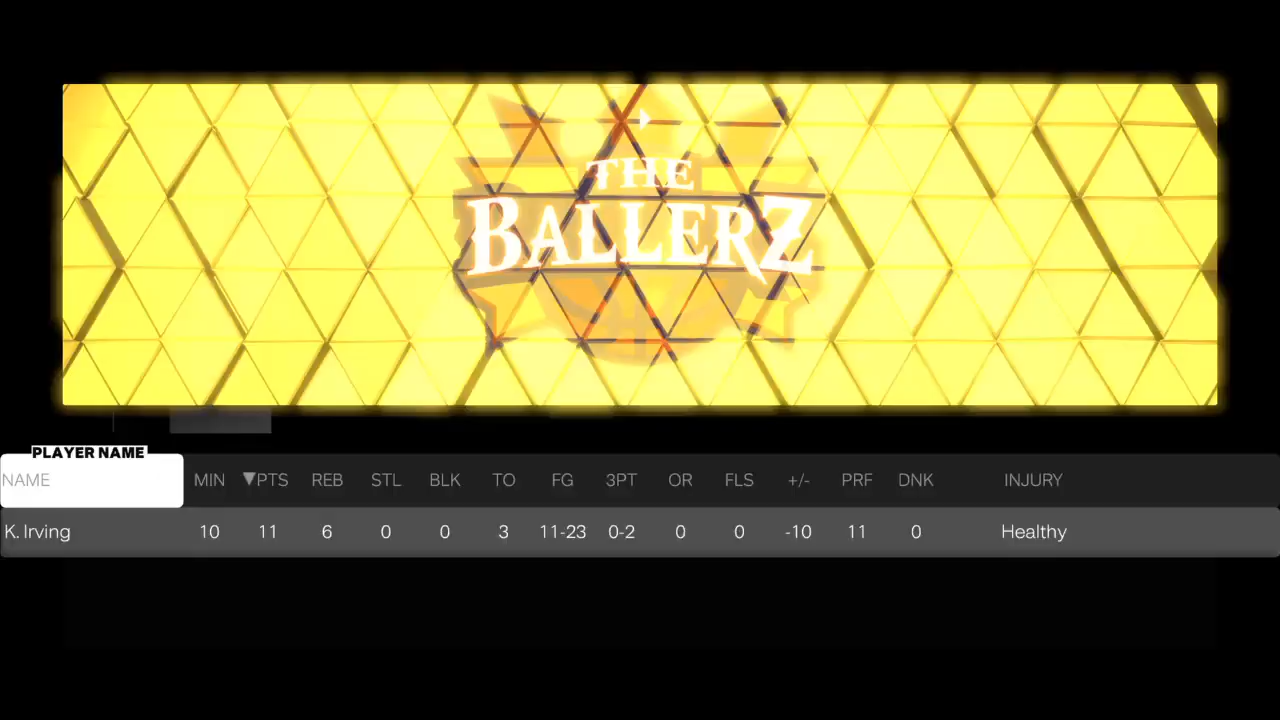 THE
BALLERZ
PLAYER NAME
NAME MIN ▼PTS REB STL BLK TO FG 3PT OR FLS +/- PRF DNK INJURY
K. Irving 10 11 6 0 0 3 11-23 0-2 0 0 -10 11 0 Healthy